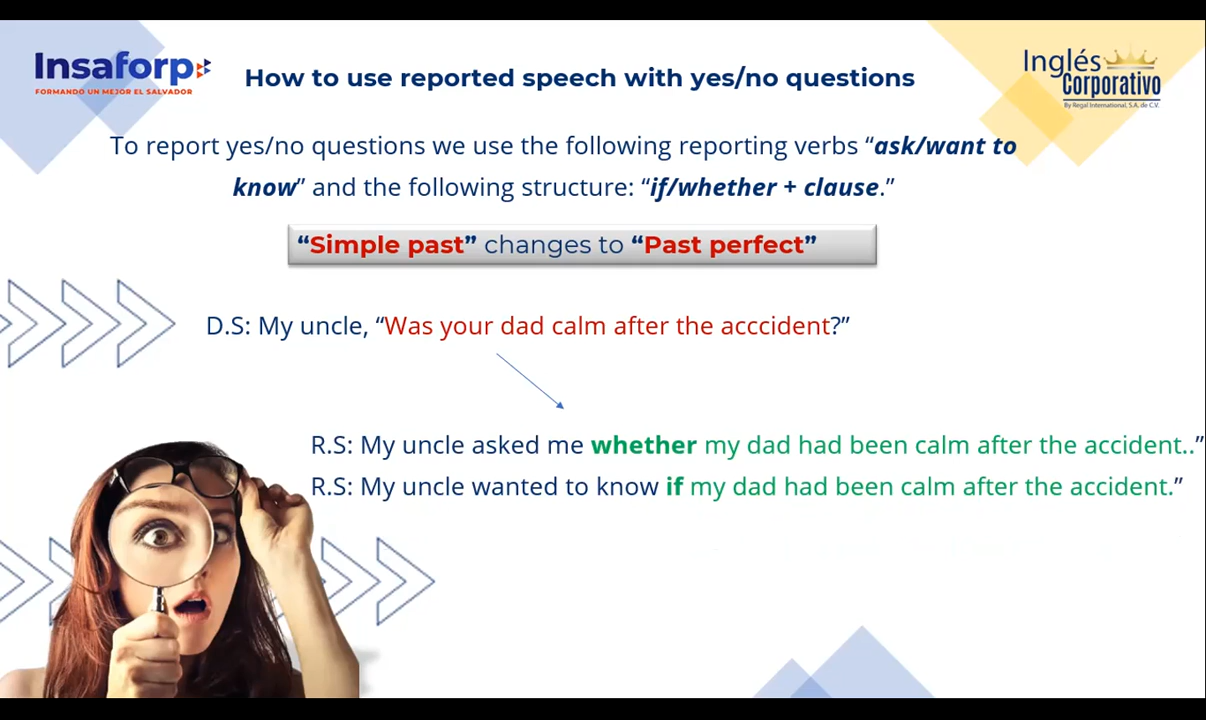 Insaforp
FORMANDO UN MEJOR EL SALVADOR
How to use reported speech with yes/no questions
Inglés
Corporativo
By Regal International, S.A. de C.V.
To report yes/no questions we use the following reporting verbs “ask/want to
know” and the following structure: “if/whether + clause.”
“Simple past” changes to “Past perfect”
D.S: My uncle, “Was your dad calm after the acccident?”
R.S: My uncle asked me whether my dad had been calm after the accident..”
R.S: My uncle wanted to know if my dad had been calm after the accident.”